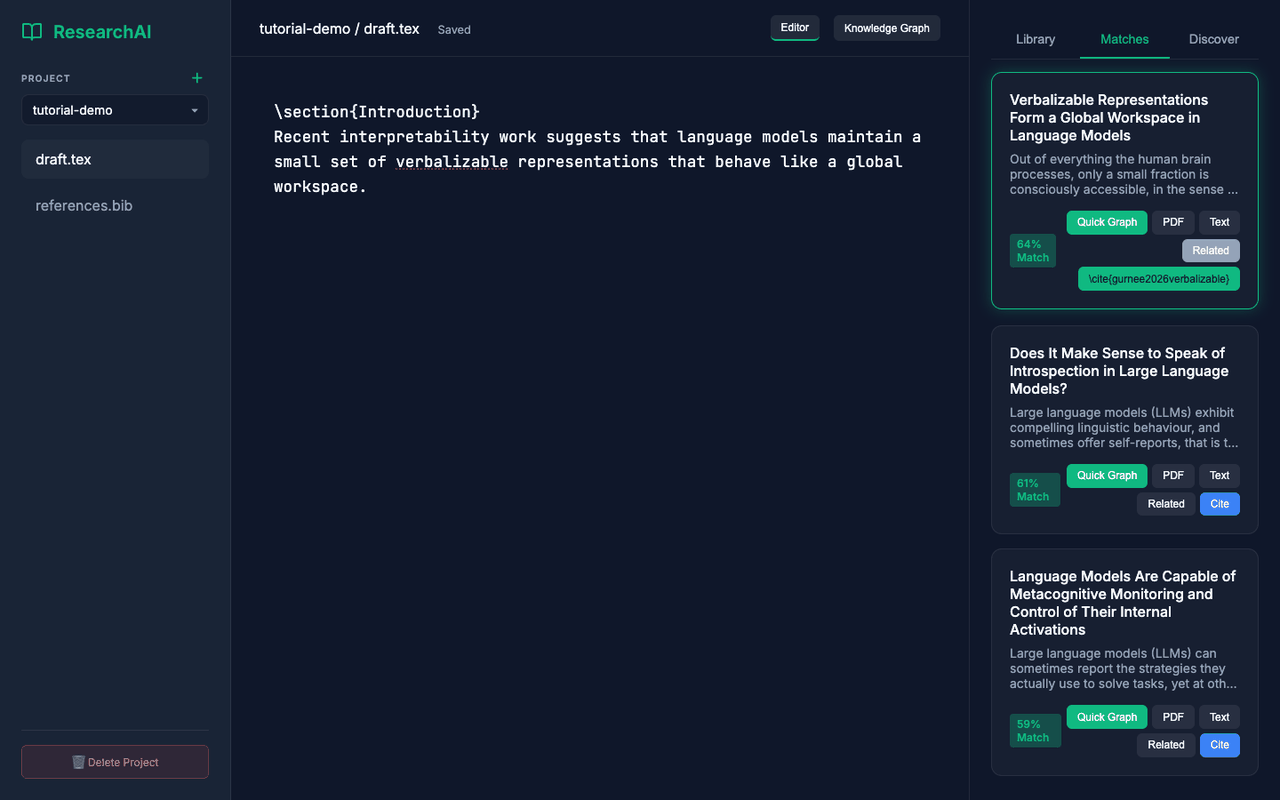 ResearchAI
PROJECT
+
tutorial-demo
draft.tex
references.bib
Delete Project
tutorial-demo / draft.tex
Saved
Editor
Knowledge Graph
\section{Introduction}
Recent interpretability work suggests that language models maintain a
small set of verbalizable representations that behave like a global
workspace.
Library
Matches
Discover
Verbalizable Representations
Form a Global Workspace in
Language Models
Out of everything the human brain
processes, only a small fraction is
consciously accessible, in the sense ...
64%
Match
Quick Graph
PDF
Text
Related
\cite{gurnee2026verbalizable}
Does It Make Sense to Speak of
Introspection in Large Language
Models?
Large language models (LLMs) exhibit
compelling linguistic behaviour, and
sometimes offer self-reports, that is t...
61%
Match
Quick Graph
PDF
Text
Related
Cite
Language Models Are Capable of
Metacognitive Monitoring and
Control of Their Internal
Activations
Large language models (LLMs) can
sometimes report the strategies they
actually use to solve tasks, yet at oth...
59%
Match
Quick Graph
PDF
Text
Related
Cite